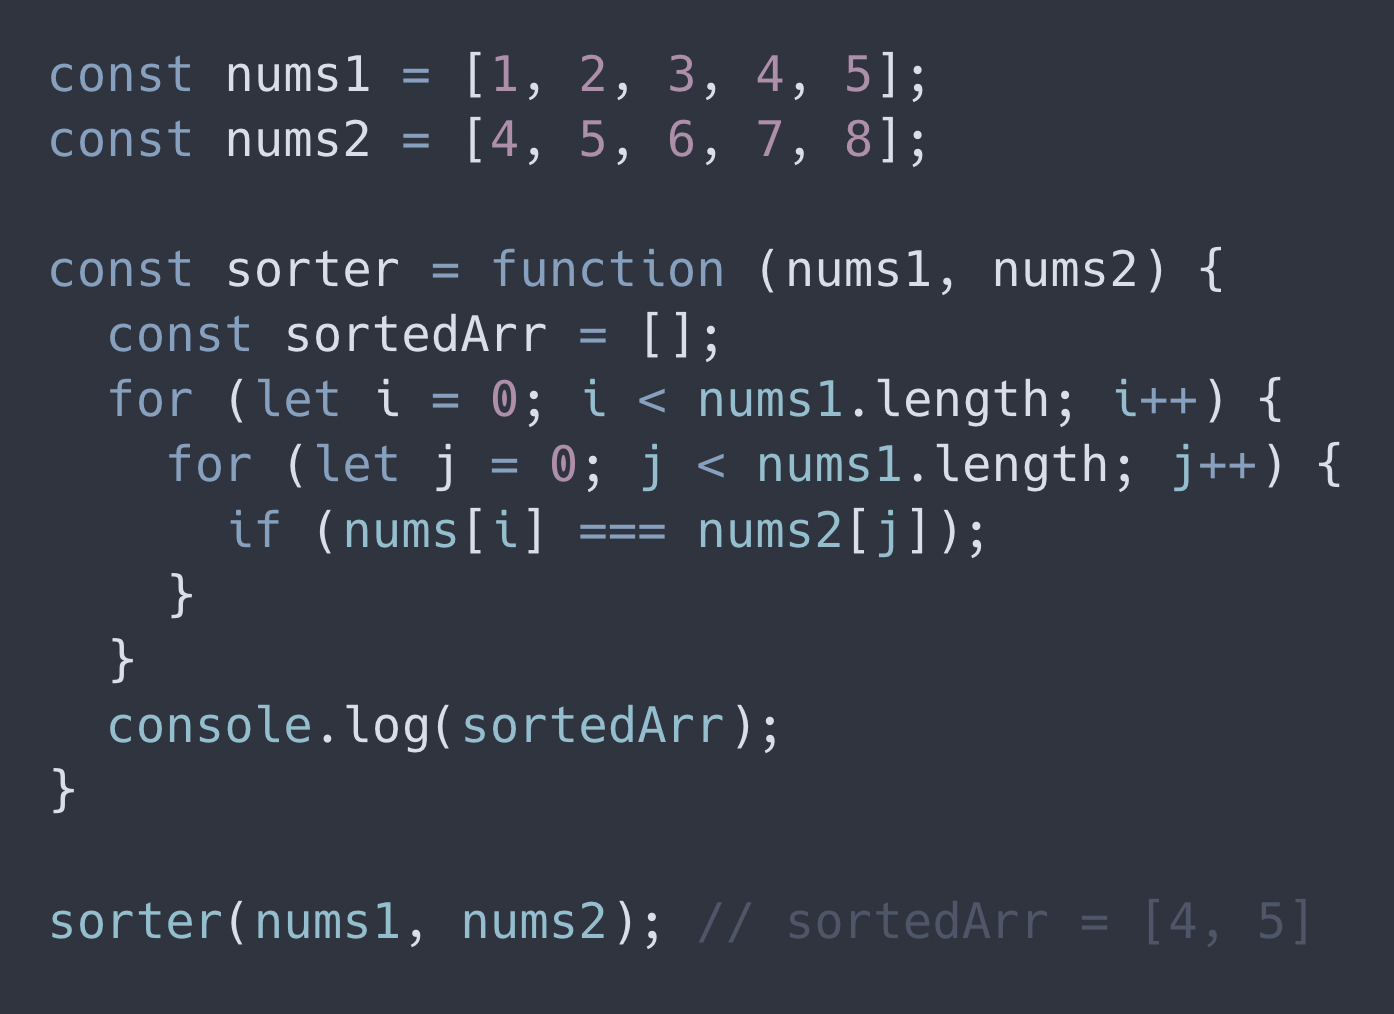 const nums1 = [1, 2, 3, 4, 5];
const nums2 = [4, 5, 6, 7, 8];

const sorter = function (nums1, nums2) {
  const sortedArr = [];
  for (let i = 0; i < nums1.length; i++) {
    for (let j = 0; j < nums1.length; j++) {
      if (nums[i] === nums2[j]);
    }
  }
  console.log(sortedArr);
}

sorter(nums1, nums2); // sortedArr = [4, 5]